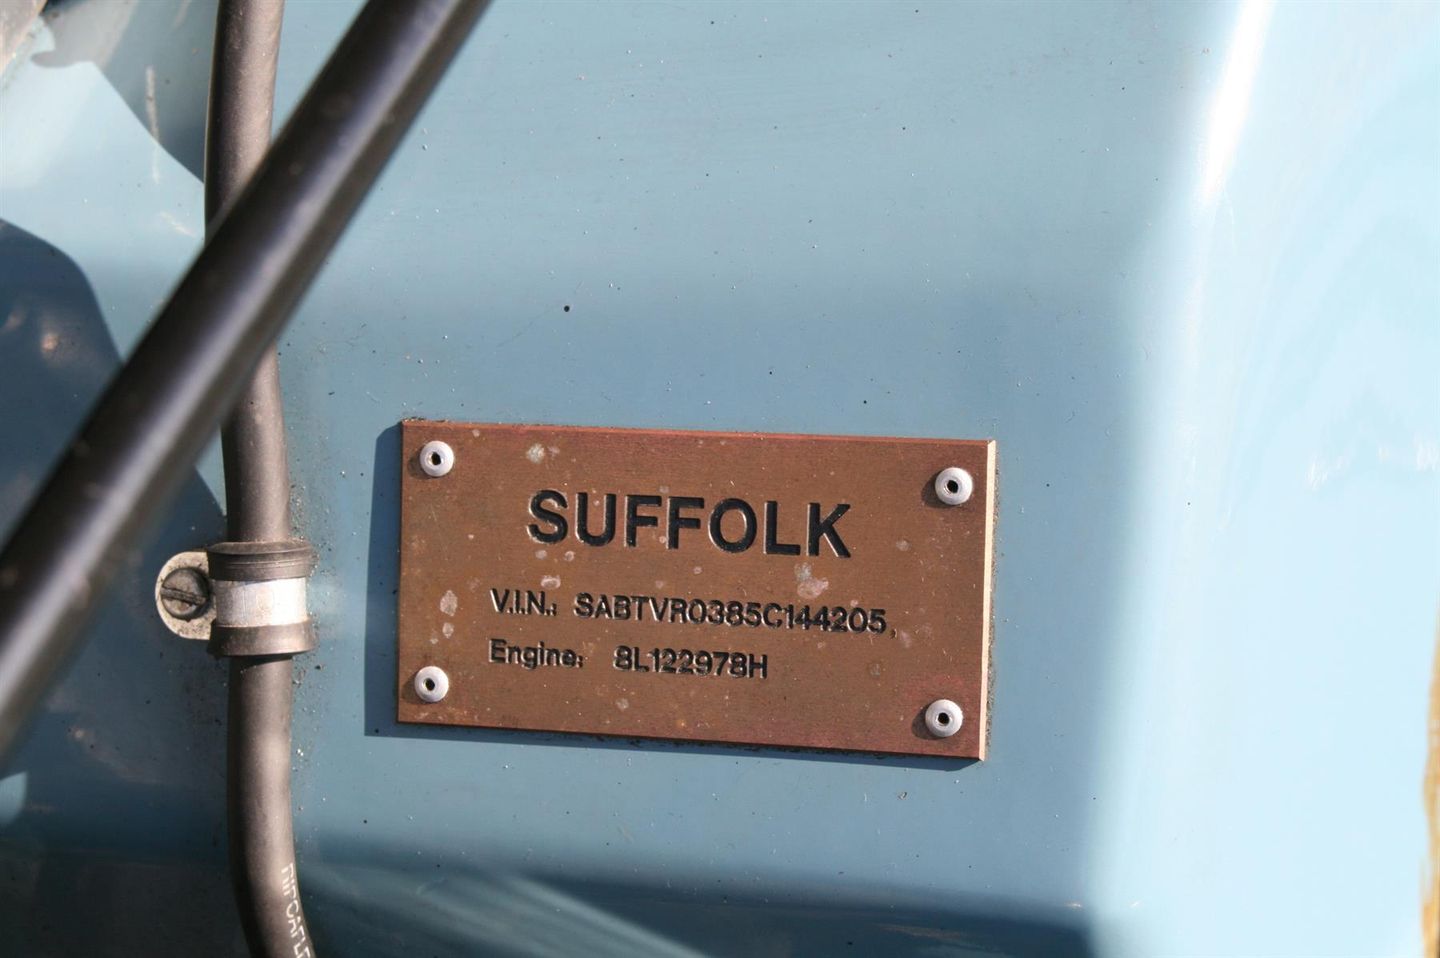 SUFFOLK
V.I.N.: SABTVR0385C144205
Engine: 8L122978H